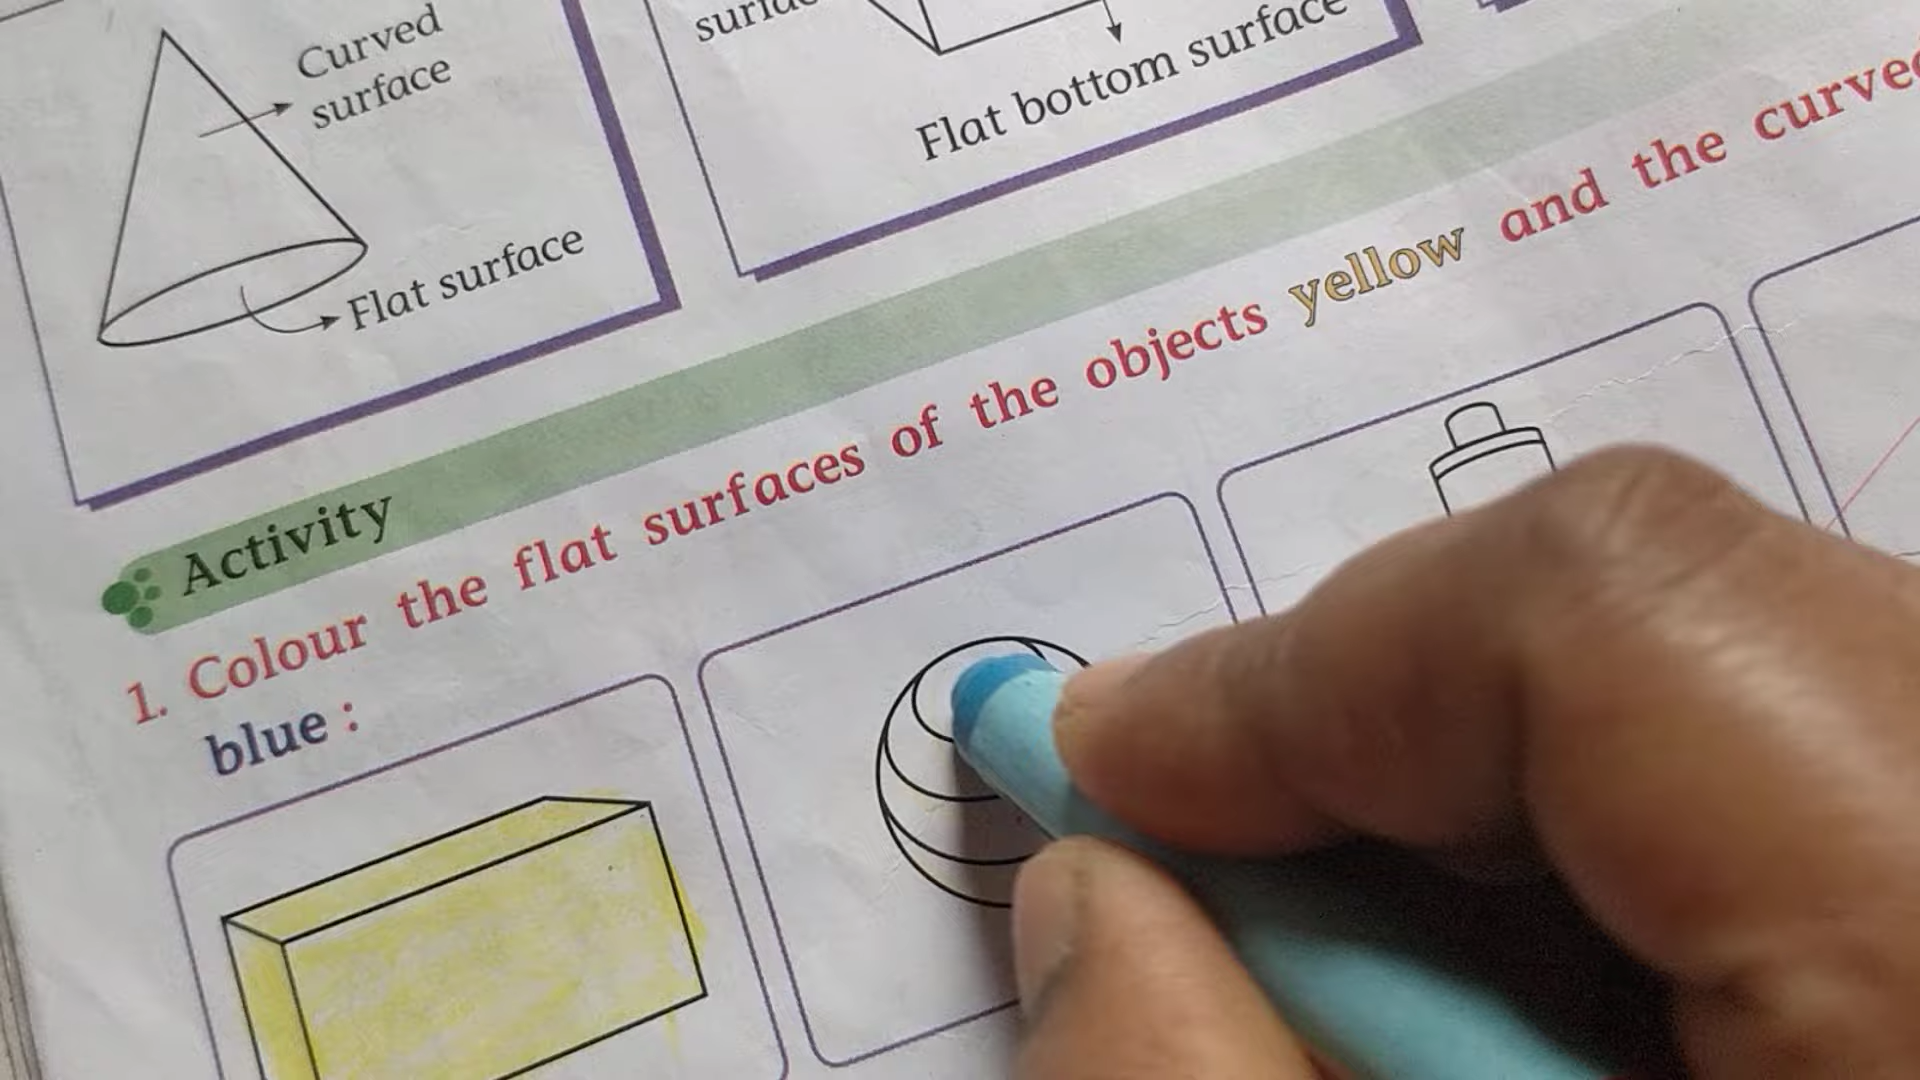 Curved
surface
Flat surface
Flat bottom surface
Activity
1. Colour the flat surfaces of the objects yellow and the curved
blue :